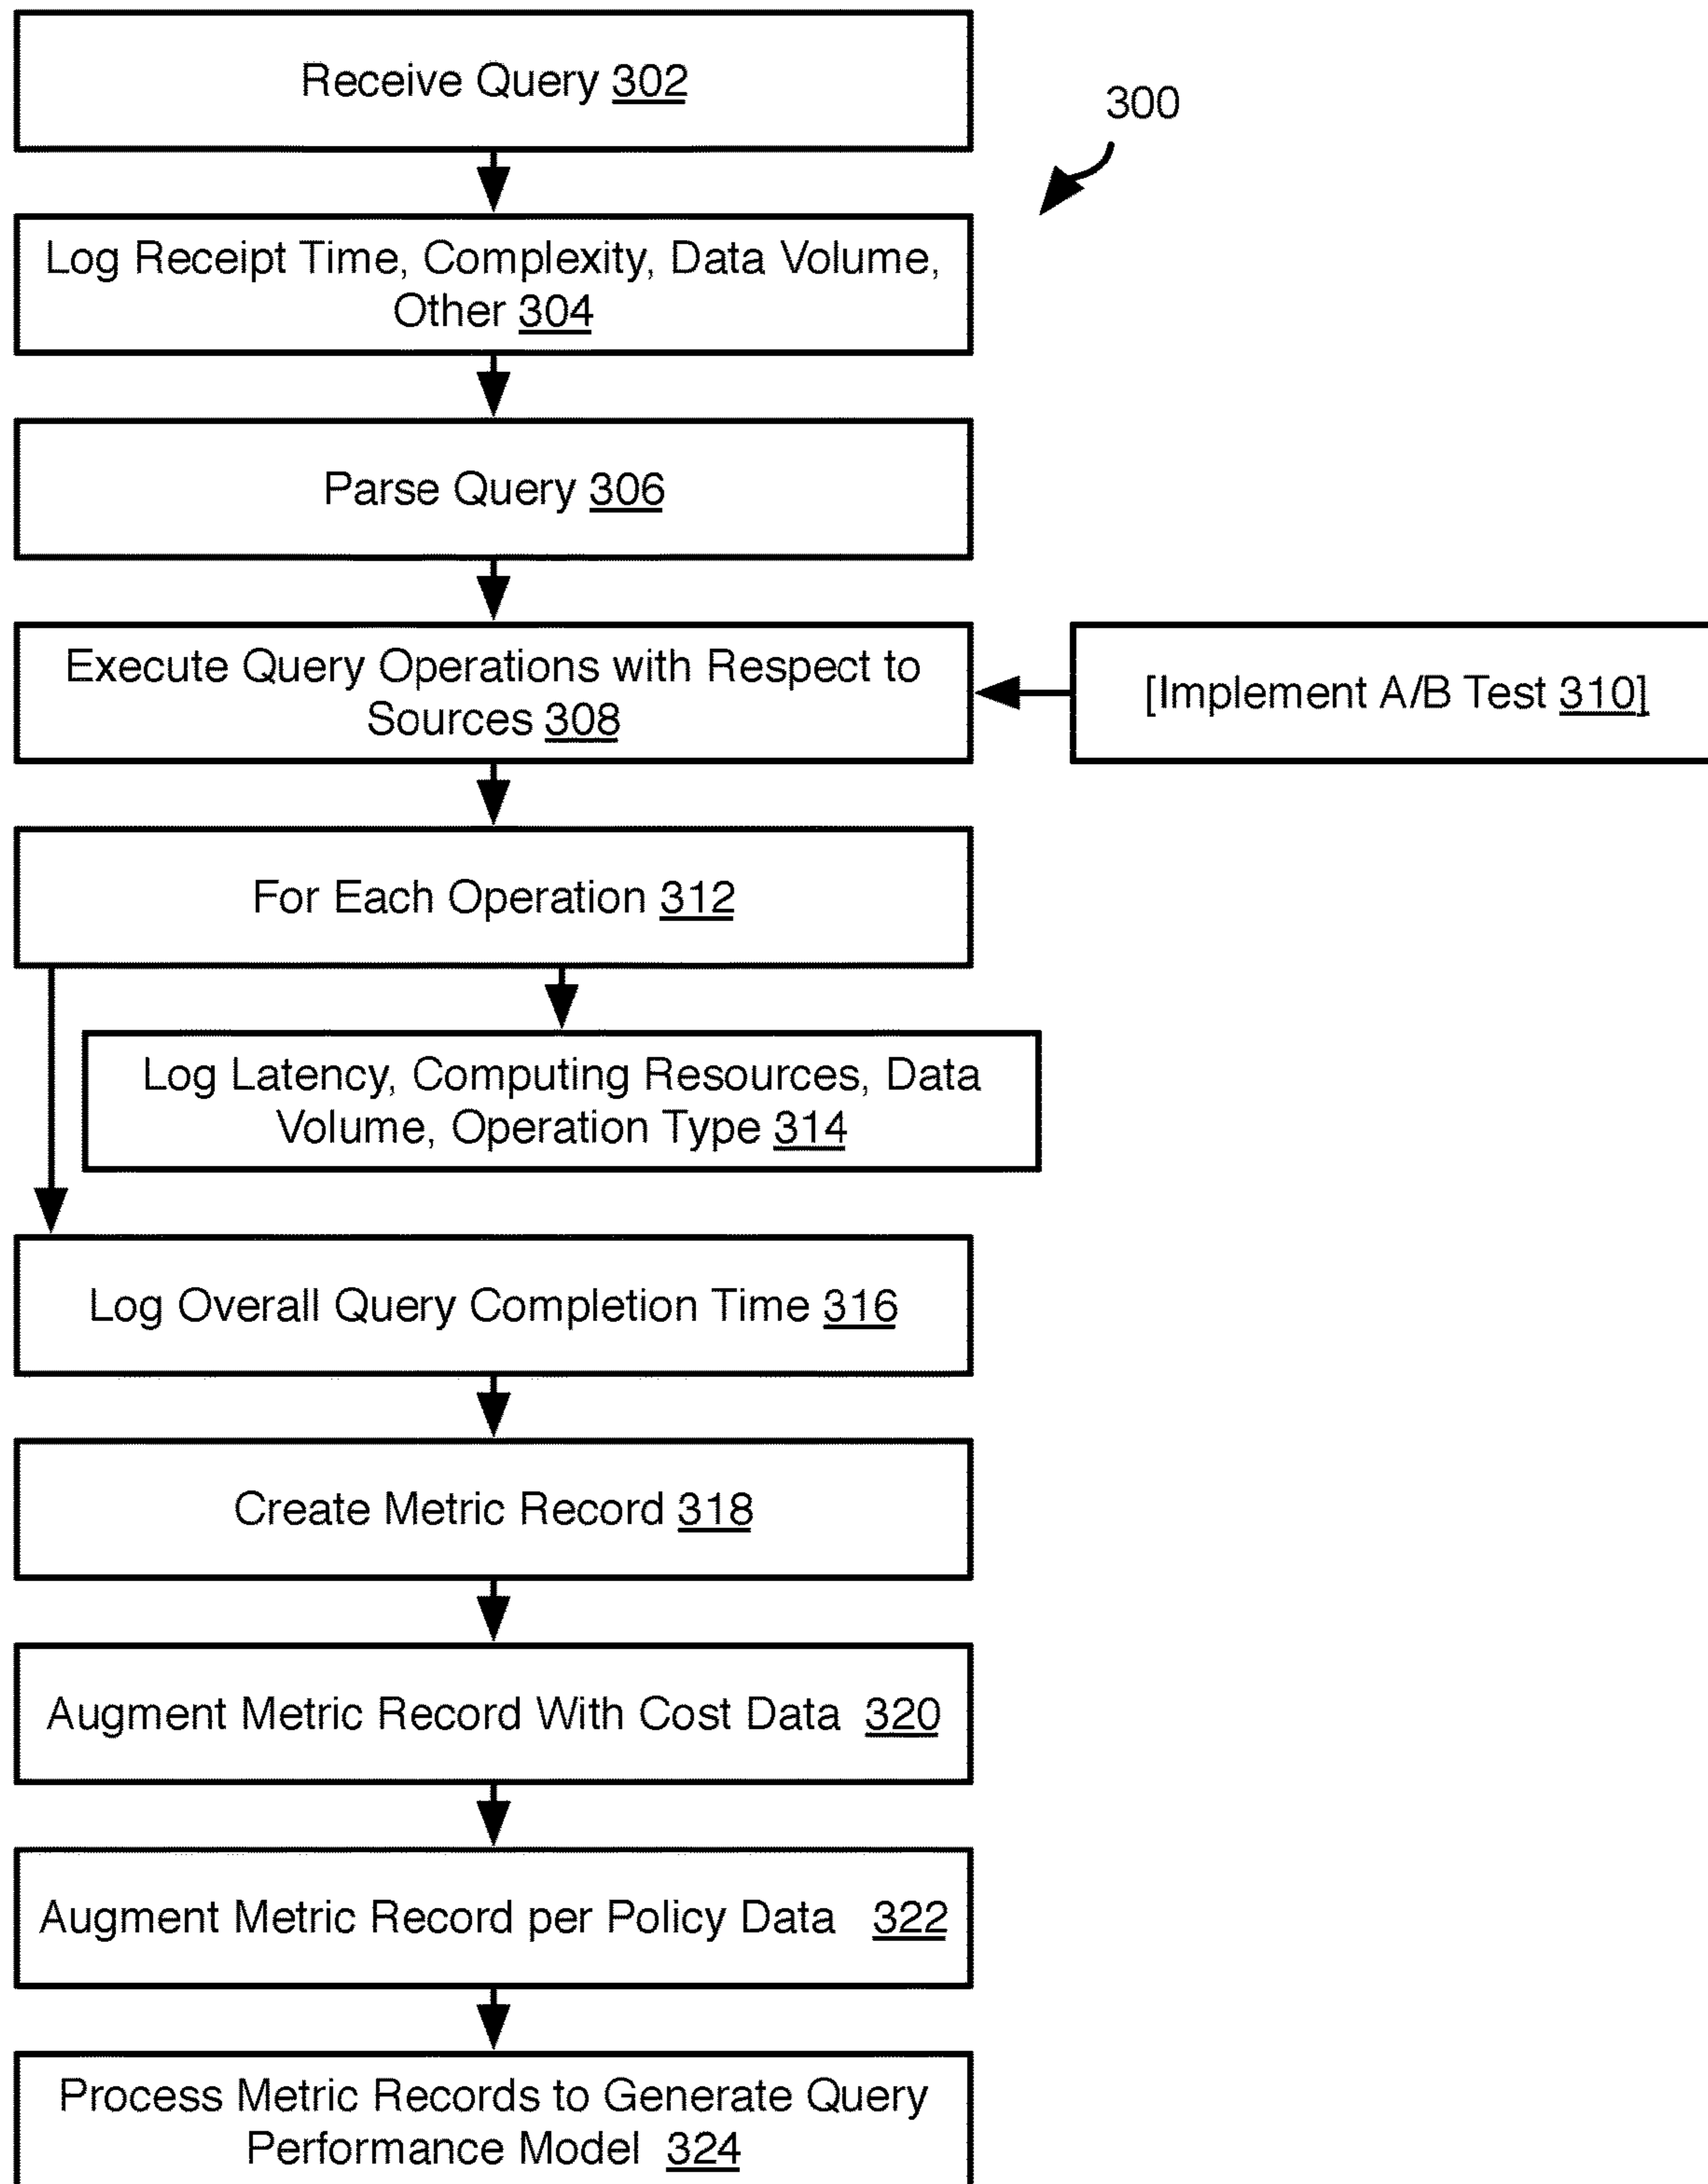 Receive Query 302
300
Log Receipt Time, Complexity, Data Volume,
Other 304
Parse Query 306
Execute Query Operations with Respect to
Sources 308
[Implement A/B Test 310]
For Each Operation 312
Log Latency, Computing Resources, Data
Volume, Operation Type 314
Log Overall Query Completion Time 316
Create Metric Record 318
Augment Metric Record With Cost Data 320
Augment Metric Record per Policy Data 322
Process Metric Records to Generate Query
Performance Model 324